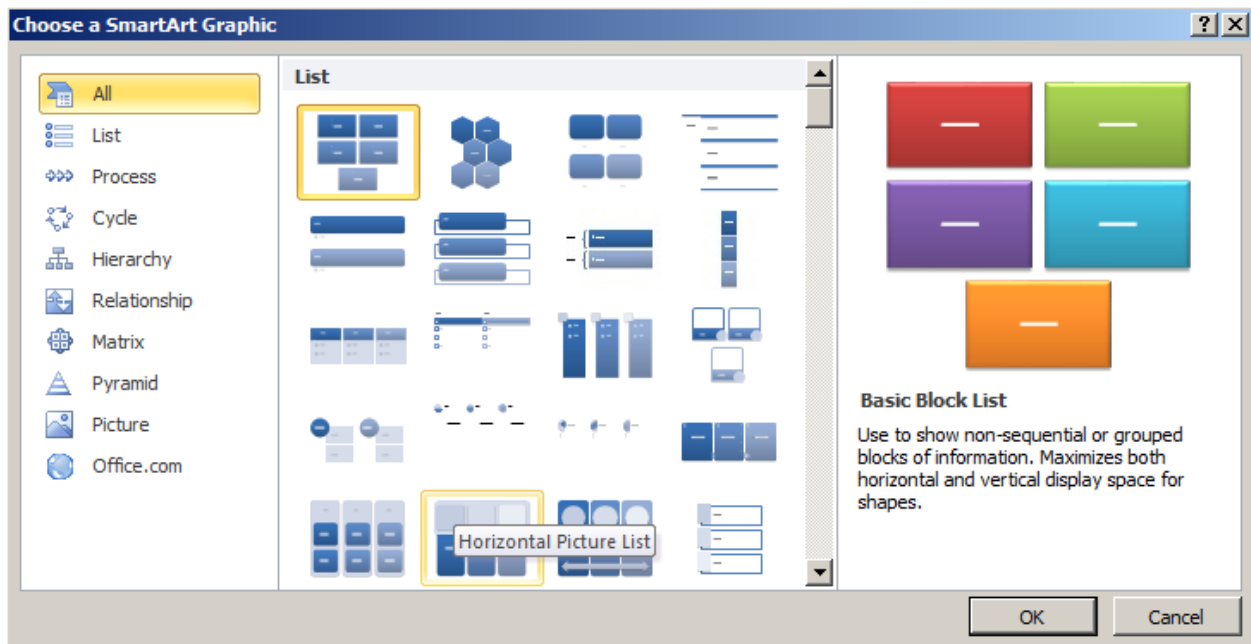 Choose a SmartArt Graphic
All
List
Process
Cycle
Hierarchy
Relationship
Matrix
Pyramid
Picture
Office.com
List
Horizontal Picture List
Basic Block List
Use to show non-sequential or grouped
blocks of information. Maximizes both
horizontal and vertical display space for
shapes.
OK
Cancel